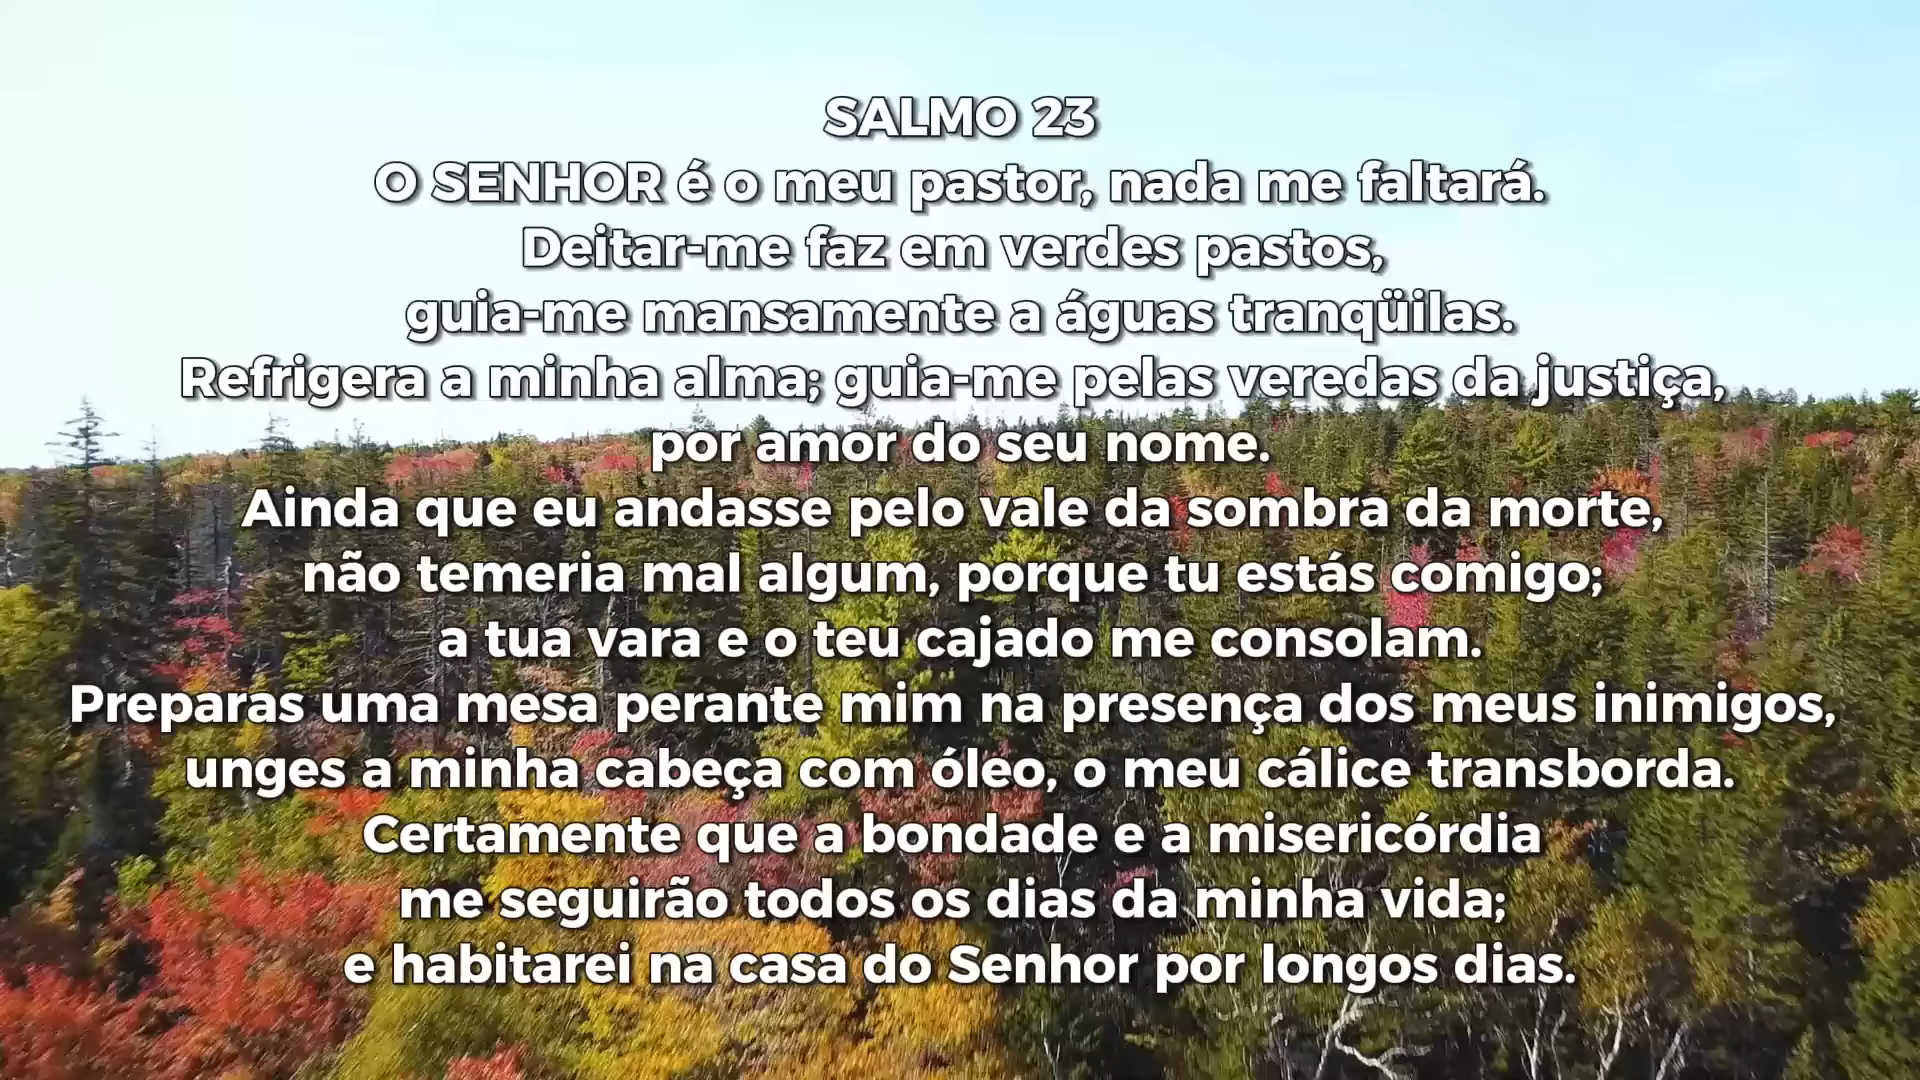 SALMO 23
O SENHOR é o meu pastor, nada me faltará.
Deitar-me faz em verdes pastos,
guia-me mansamente a águas tranqüilas.
Refrigera a minha alma; guia-me pelas veredas da justiça,
por amor do seu nome.
Ainda que eu andasse pelo vale da sombra da morte,
não temeria mal algum, porque tu estás comigo;
a tua vara e o teu cajado me consolam.
Preparas uma mesa perante mim na presença dos meus inimigos,
unges a minha cabeça com óleo, o meu cálice transborda.
Certamente que a bondade e a misericórdia
me seguirão todos os dias da minha vida;
e habitarei na casa do Senhor por longos dias.